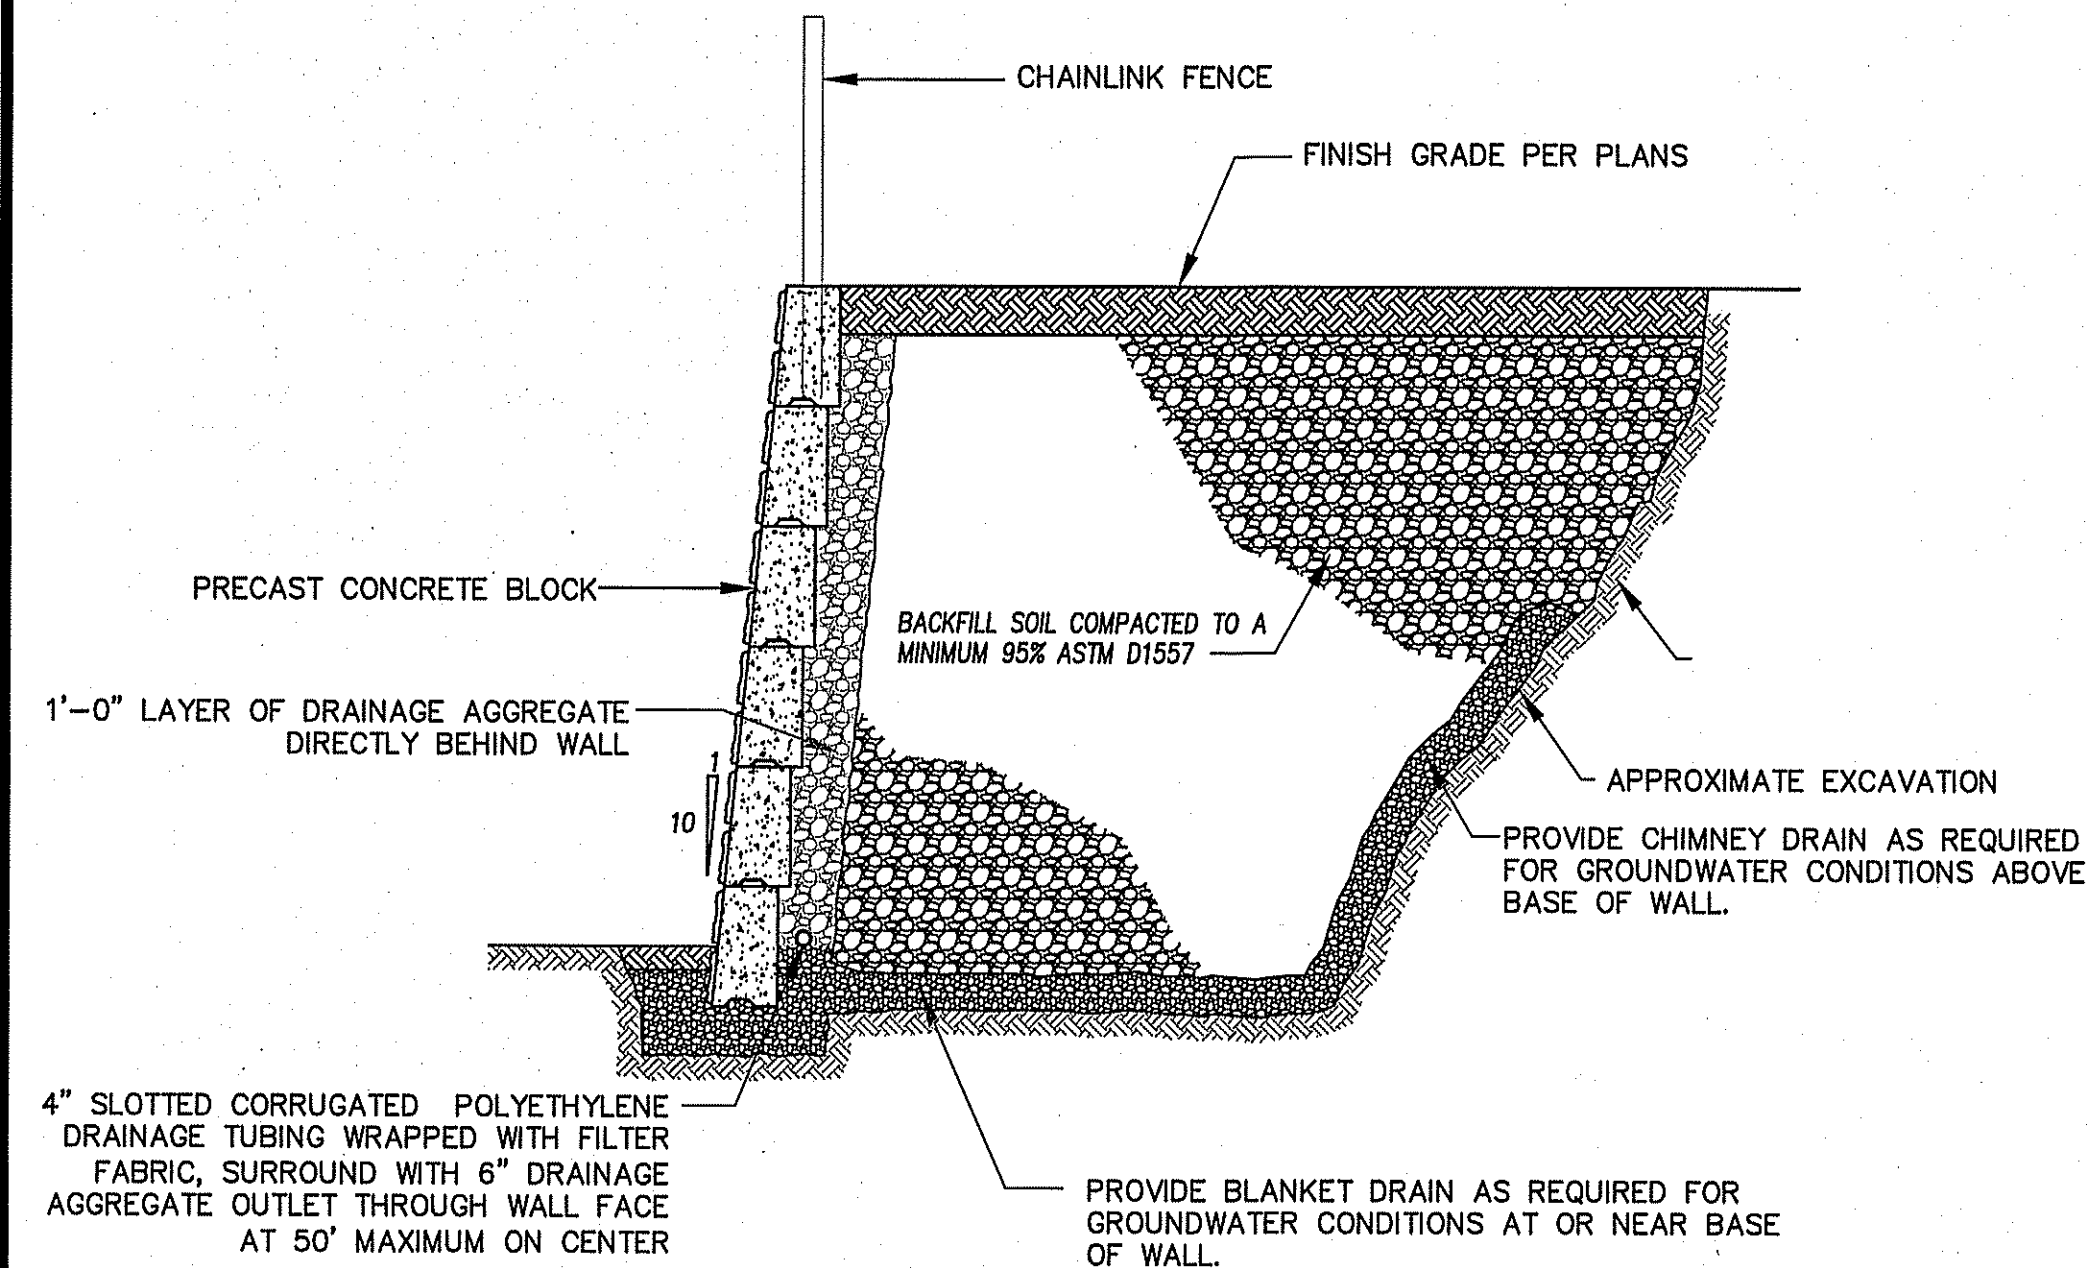 CHAINLINK FENCE
FINISH GRADE PER PLANS
PRECAST CONCRETE BLOCK
BACKFILL SOIL COMPACTED TO A
MINIMUM 95% ASTM D1557
1'-0" LAYER OF DRAINAGE AGGREGATE
DIRECTLY BEHIND WALL
1
10
APPROXIMATE EXCAVATION
PROVIDE CHIMNEY DRAIN AS REQUIRED
FOR GROUNDWATER CONDITIONS ABOVE
BASE OF WALL.
4" SLOTTED CORRUGATED POLYETHYLENE
DRAINAGE TUBING WRAPPED WITH FILTER
FABRIC, SURROUND WITH 6" DRAINAGE
AGGREGATE OUTLET THROUGH WALL FACE
AT 50' MAXIMUM ON CENTER
PROVIDE BLANKET DRAIN AS REQUIRED FOR
GROUNDWATER CONDITIONS AT OR NEAR BASE
OF WALL.